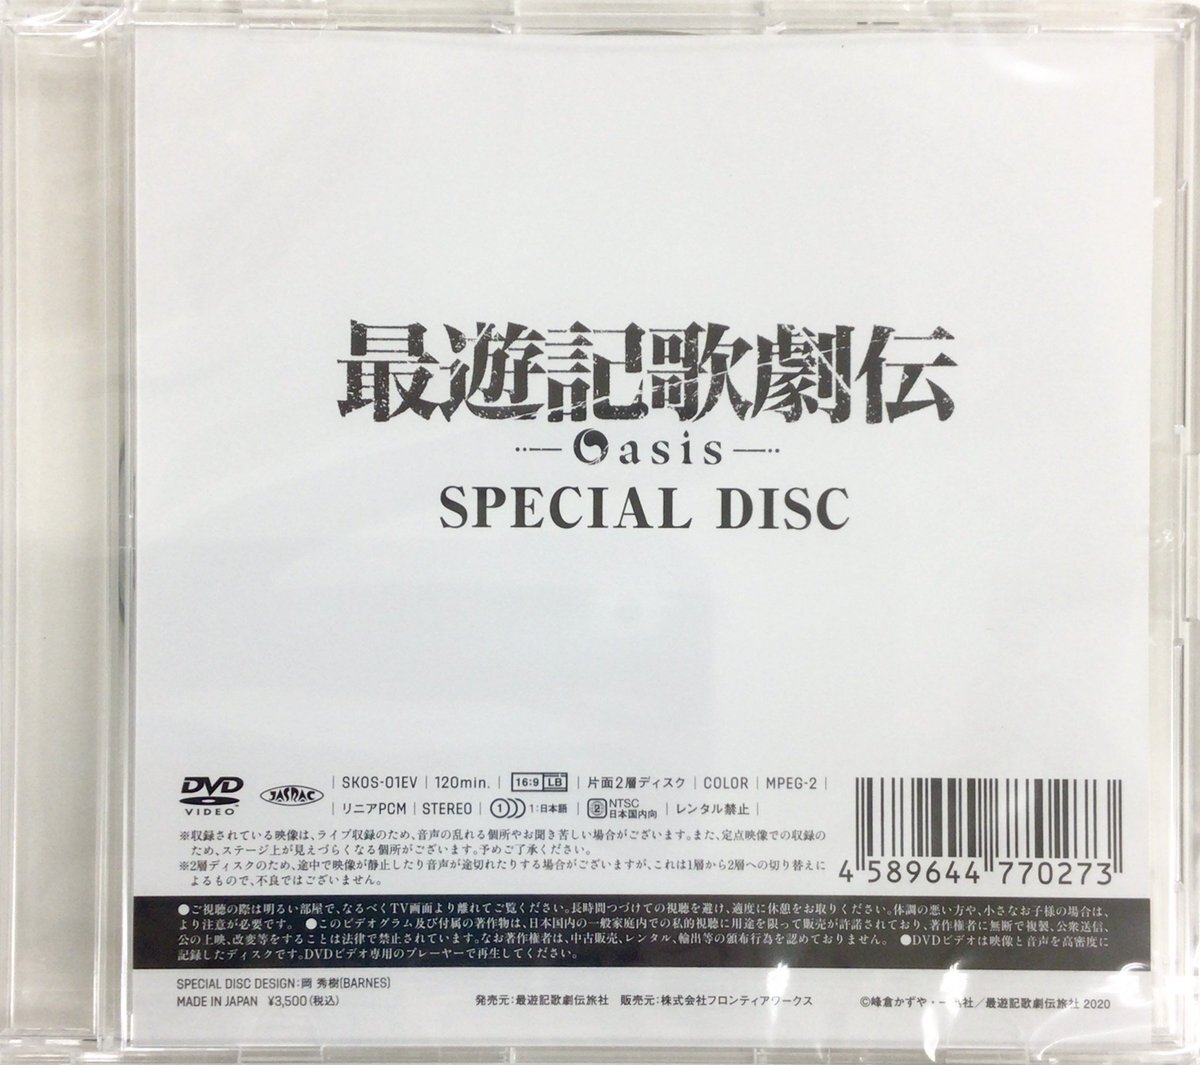 最遊記歌劇伝
Oasis
SPECIAL DISC
DVD VIDEO JASRAC | SKOS-01EV | 120min. | 16:9 LB | 片面2層ディスク | COLOR | MPEG-2 |
| リニアPCM | STEREO | 1 1:日本語 | 2 NTSC 日本国内向 | レンタル禁止 |
※収録されている映像は、ライブ収録のため、音声の乱れる個所やお聞き苦しい場合がございます。また、定点映像での収録の
ため、ステージ上が見えづらくなる個所がございます。予めご了承ください。
※2層ディスクのため、途中で映像が静止したり音声が途切れたりする場合がございますが、これは1層から2層への切り替えに
よるもので、不良ではございません。
4 589644 770273
●ご視聴の際は明るい部屋で、なるべくTV画面より離れてご覧ください。長時間つづけての視聴を避け、適度に休憩をお取りください。体調の悪い方や、小さなお子様の場合は、
より注意が必要です。 ●このビデオグラム及び付属の著作物は、日本国内の一般家庭内での私的視聴に用途を限って販売が許諾されており、著作権者に無断で複製、公衆送信、
公の上映、改変等をすることは法律で禁止されています。なお著作権者は、中古販売、レンタル、輸出等の頒布行為を認めておりません。 ●DVDビデオは映像と音声を高密度に
記録したディスクです。DVDビデオ専用のプレーヤーで再生してください。
SPECIAL DISC DESIGN:岡 秀樹(BARNES)
MADE IN JAPAN ¥3,500(税込) 発売元:最遊記歌劇伝旅社 販売元:株式会社フロンティアワークス ©峰倉かずや・一 社/最遊記歌劇伝旅社 2020